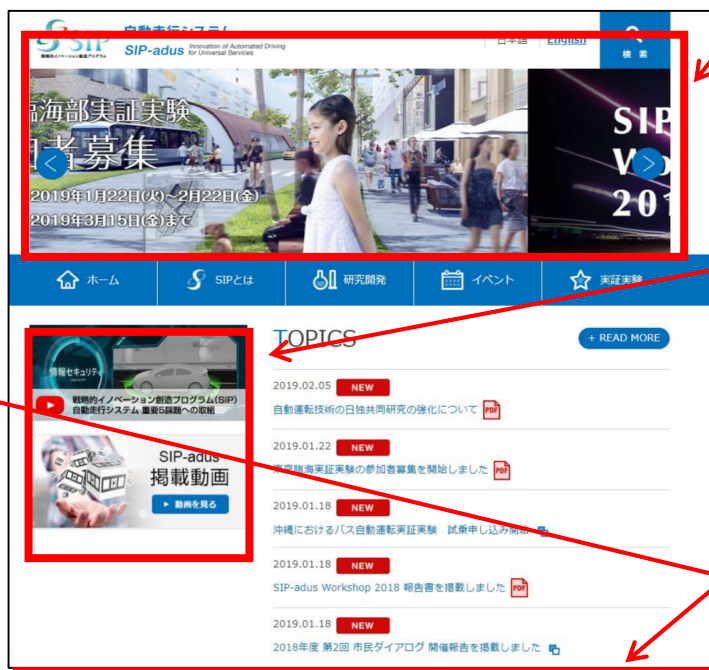 SIP
戦略的イノベーション創造プログラム
自動走行システム
SIP-adus
Innovation of Automated Driving
for Universal Services
日本語
English
検 索
臨海部実証実験
者募集
2019年1月22日(火)~2月22日(金)
2019年3月15日(金)まで
SIP
Wo
201
ホーム
SIPとは
研究開発
イベント
実証実験
情報セキュリティ
戦略的イノベーション創造プログラム(SIP)
自動走行システム 重要5課題への取組
SIP-adus
掲載動画
動画を見る
TOPICS
+ READ MORE
2019.02.05 NEW
自動運転技術の日独共同研究の強化について PDF
2019.01.22 NEW
東京臨海実証実験の参加者募集を開始しました PDF
2019.01.18 NEW
沖縄におけるバス自動運転実証実験 試乗申し込み開始
2019.01.18 NEW
SIP-adus Workshop 2018 報告書を掲載しました PDF
2019.01.18 NEW
2018年度 第2回 市民ダイアログ 開催報告を掲載しました